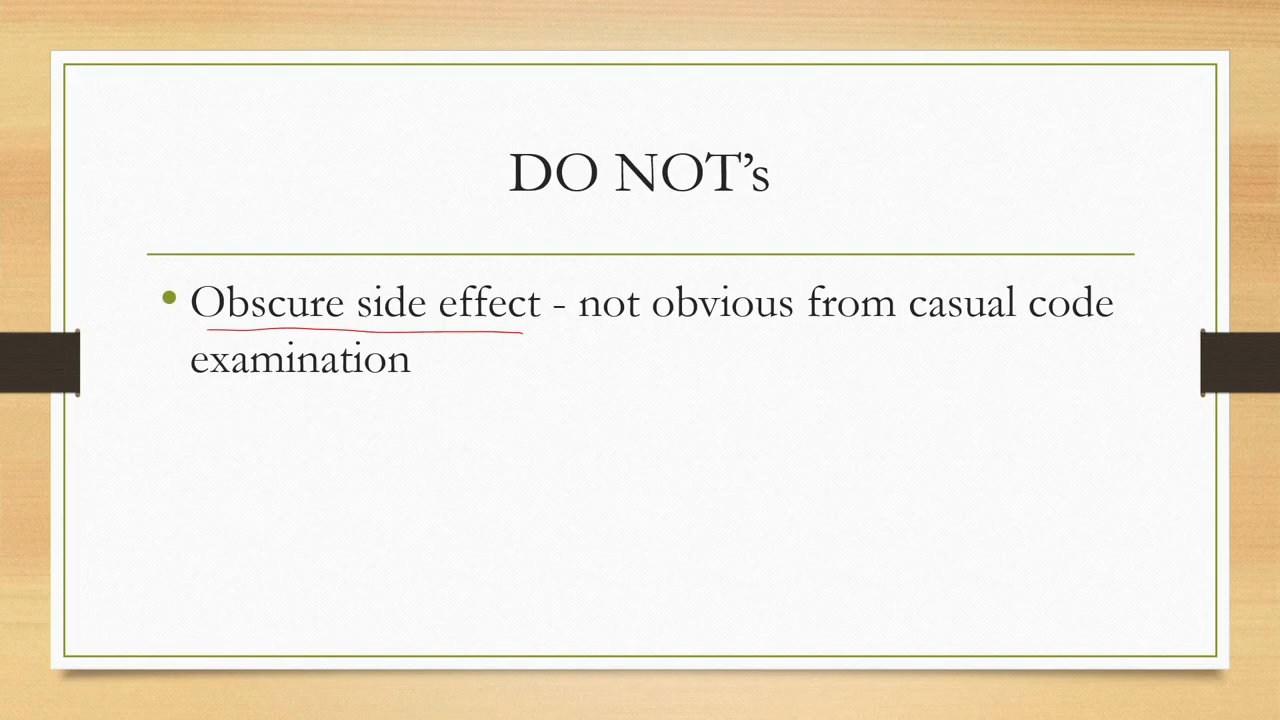 DO NOT’s
• Obscure side effect - not obvious from casual code
examination